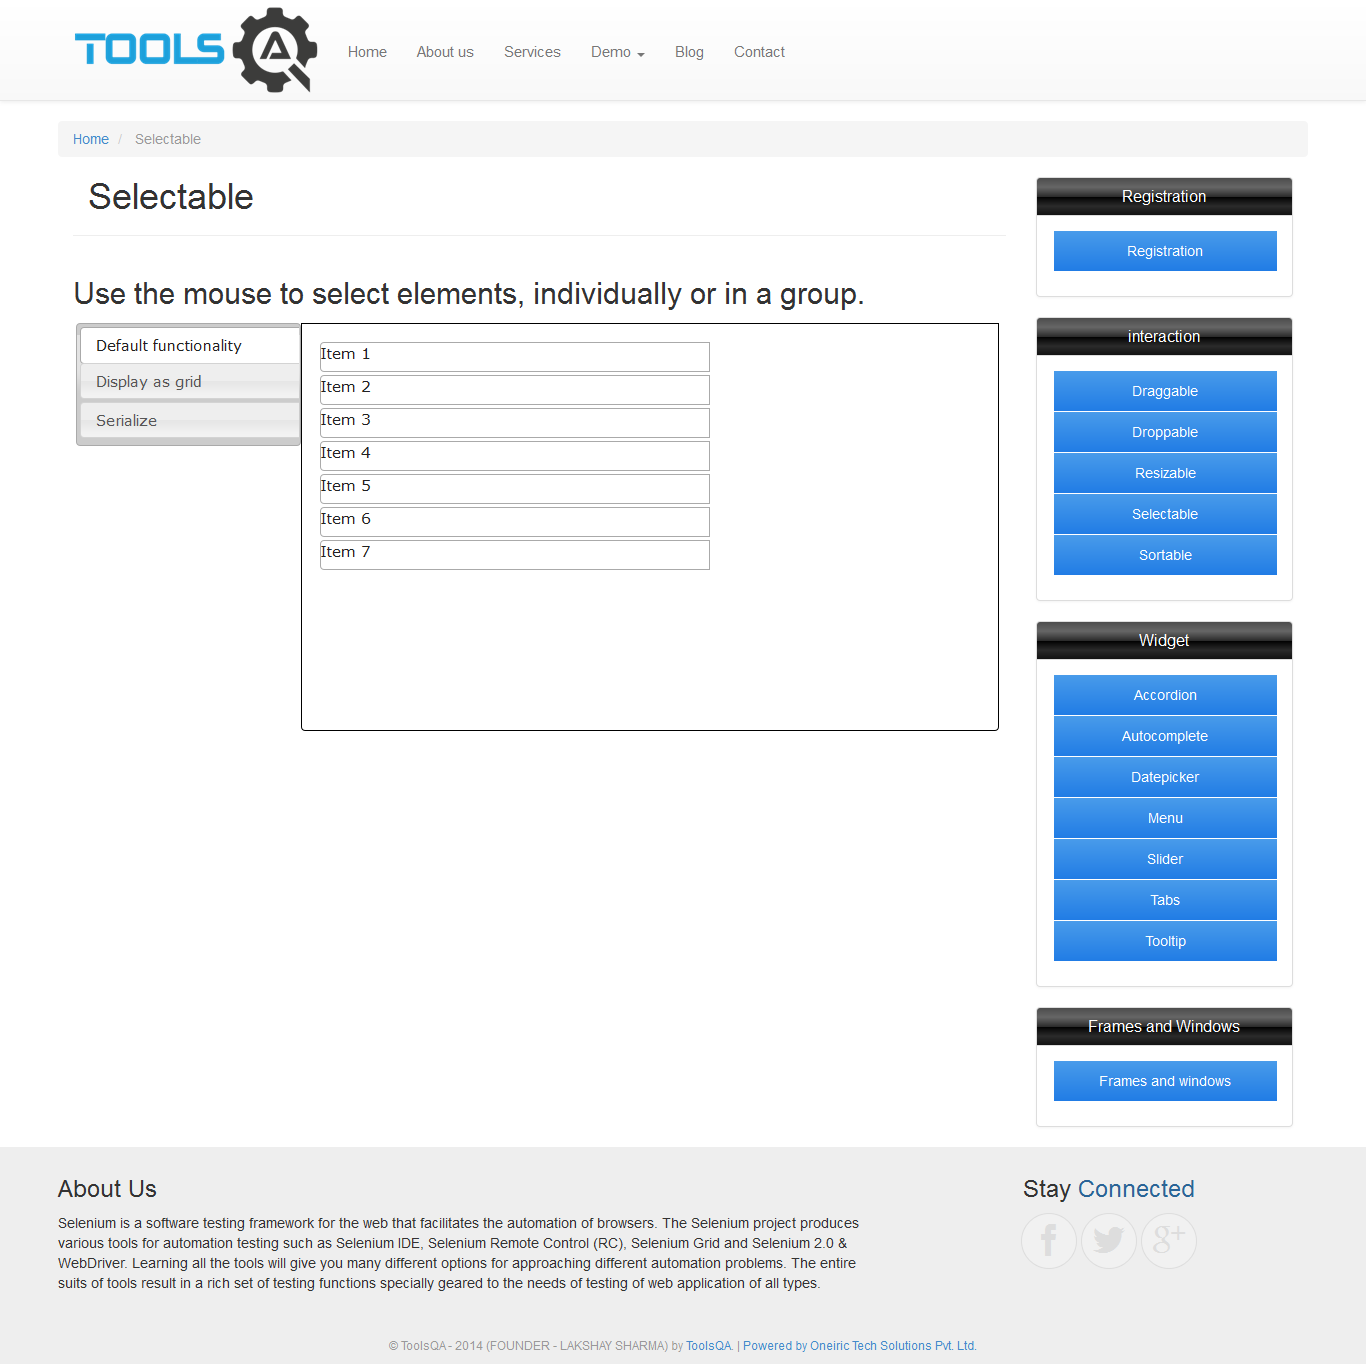 TOOLS QA
Home About us Services Demo Blog Contact
Home / Selectable
Selectable
Use the mouse to select elements, individually or in a group.
Default functionality
Display as grid
Serialize
Item 1
Item 2
Item 3
Item 4
Item 5
Item 6
Item 7
Registration
Registration
interaction
Draggable
Droppable
Resizable
Selectable
Sortable
Widget
Accordion
Autocomplete
Datepicker
Menu
Slider
Tabs
Tooltip
Frames and Windows
Frames and windows
About Us
Selenium is a software testing framework for the web that facilitates the automation of browsers. The Selenium project produces
various tools for automation testing such as Selenium IDE, Selenium Remote Control (RC), Selenium Grid and Selenium 2.0 &
WebDriver. Learning all the tools will give you many different options for approaching different automation problems. The entire
suits of tools result in a rich set of testing functions specially geared to the needs of testing of web application of all types.
Stay Connected
f g+
© ToolsQA - 2014 (FOUNDER - LAKSHAY SHARMA) by ToolsQA. | Powered by Oneiric Tech Solutions Pvt. Ltd.